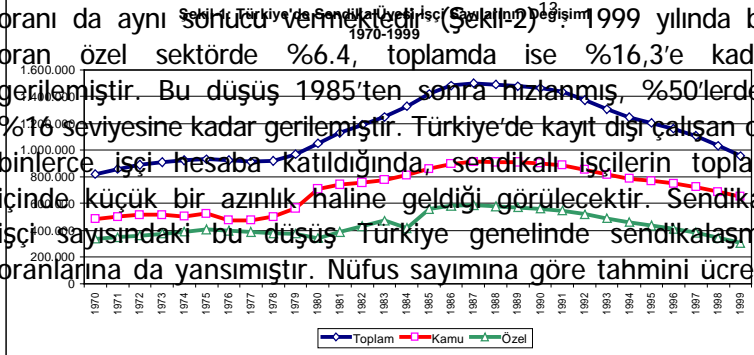 oranı da aynı sonucu vermektedir (Şekil-2)12. 1999 yılında b
Şekil 1: Türkiye'de Sendika Üyesi İşçi Sayılarının Değişimi
1970-1999
oran özel sektörde %6.4, toplamda ise %16,3'e kad
gerilemiştir. Bu düşüş 1985'ten sonra hızlanmış, %50'lerde
%16 seviyesine kadar gerilemiştir. Türkiye'de kayıt dışı çalışan o
binlerce işçi hesaba katıldığında, sendikalı işçilerin topla
içinde küçük bir azınlık haline geldiği görülecektir. Sendika
işçi sayısındaki bu düşüş Türkiye genelinde sendikalaşm
oranlarına da yansımıştır. Nüfus sayımına göre tahmini ücre
1.600.000
1.400.000
1.200.000
1.000.000
800.000
600.000
400.000
200.000
1970 1971 1972 1973 1974 1975 1976 1977 1978 1979 1980 1981 1982 1983 1984 1985 1986 1987 1988 1989 1990 1991 1992 1993 1994 1995 1996 1997 1998 1999
Toplam Kamu Özel